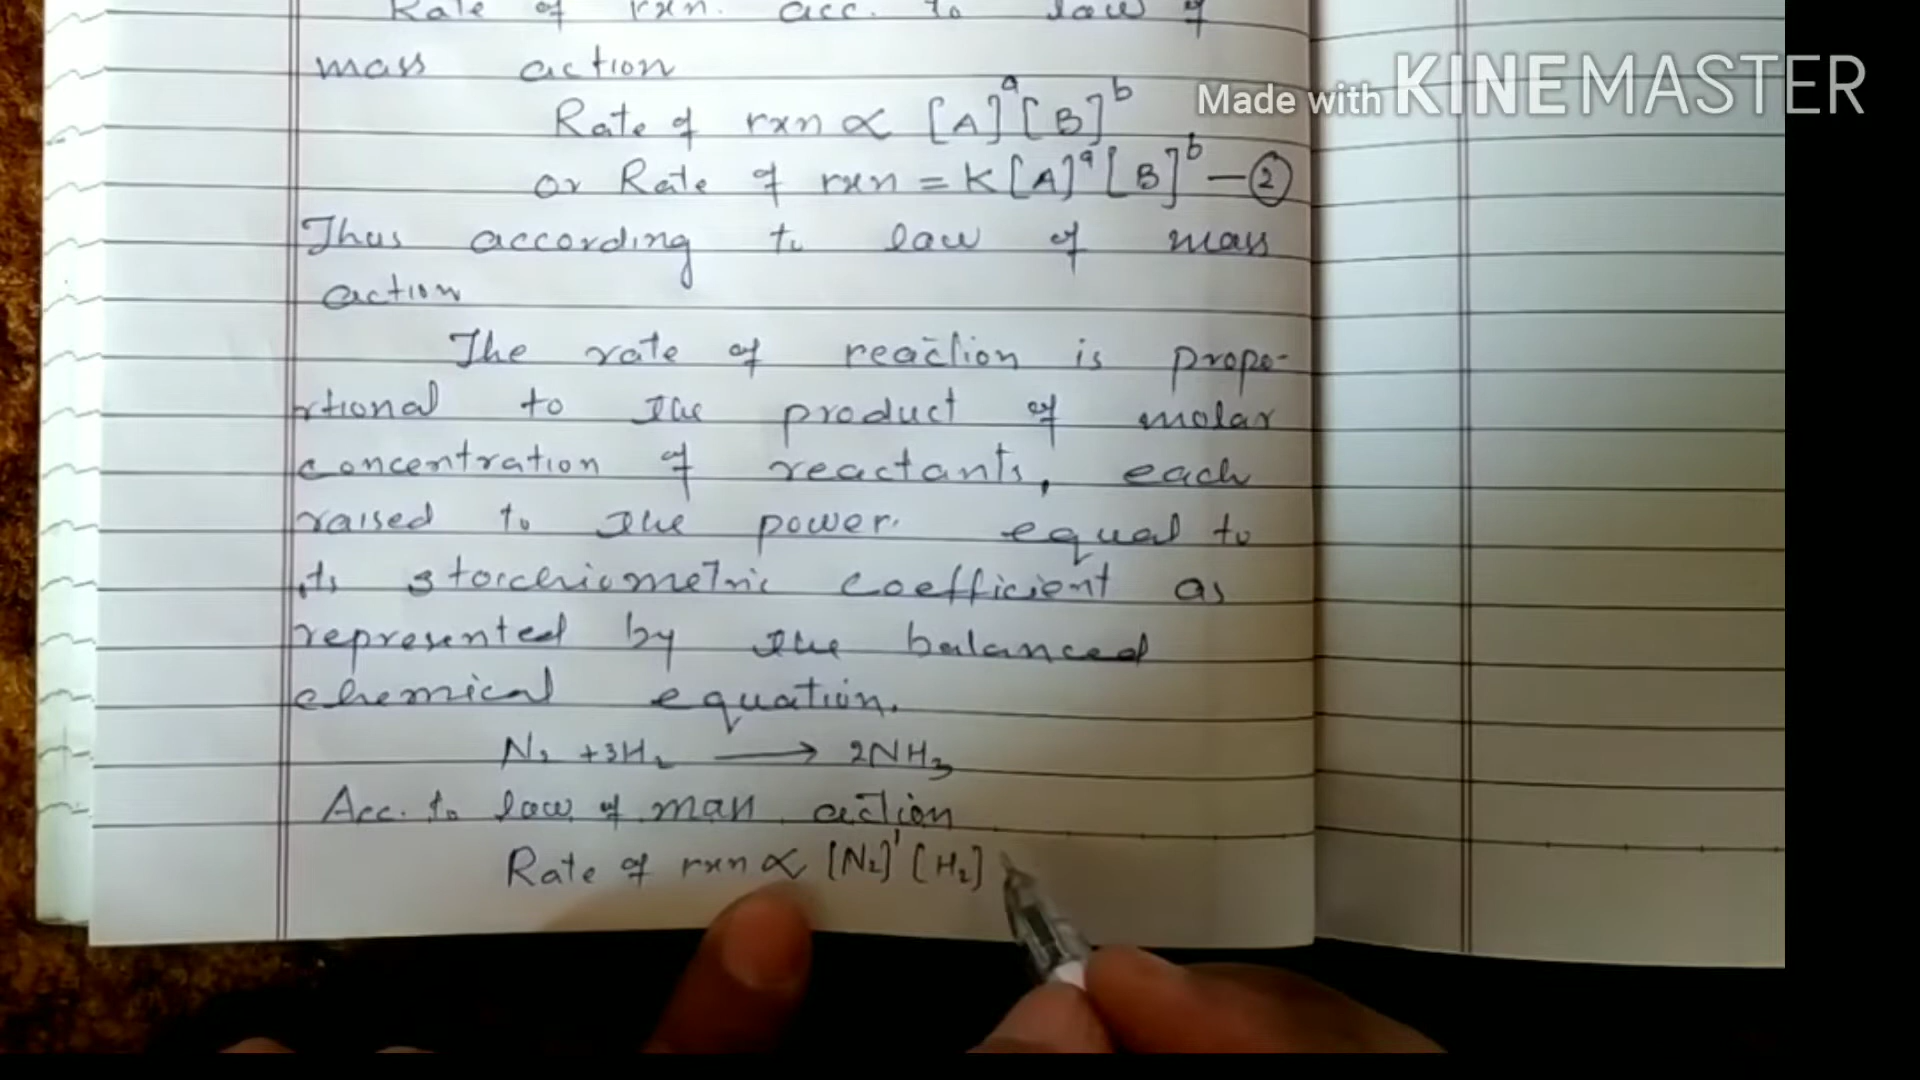 Rate of rxn. acc. to law of
mass action
Made with KINEMASTER
Rate of rxn ∝ [A]^a [B]^b
or Rate of rxn = K[A]^a [B]^b — ②
Thus according to law of mass
action
The rate of reaction is propo-
rtional to the product of molar
concentration of reactants, each
raised to the power. equal to
its stoichiometric coefficient as
represented by the balanced
chemical equation.
N₂ + 3H₂ ⟶ 2NH₃
Acc. to law of mass action
Rate of rxn ∝ [N₂]¹ [H₂]